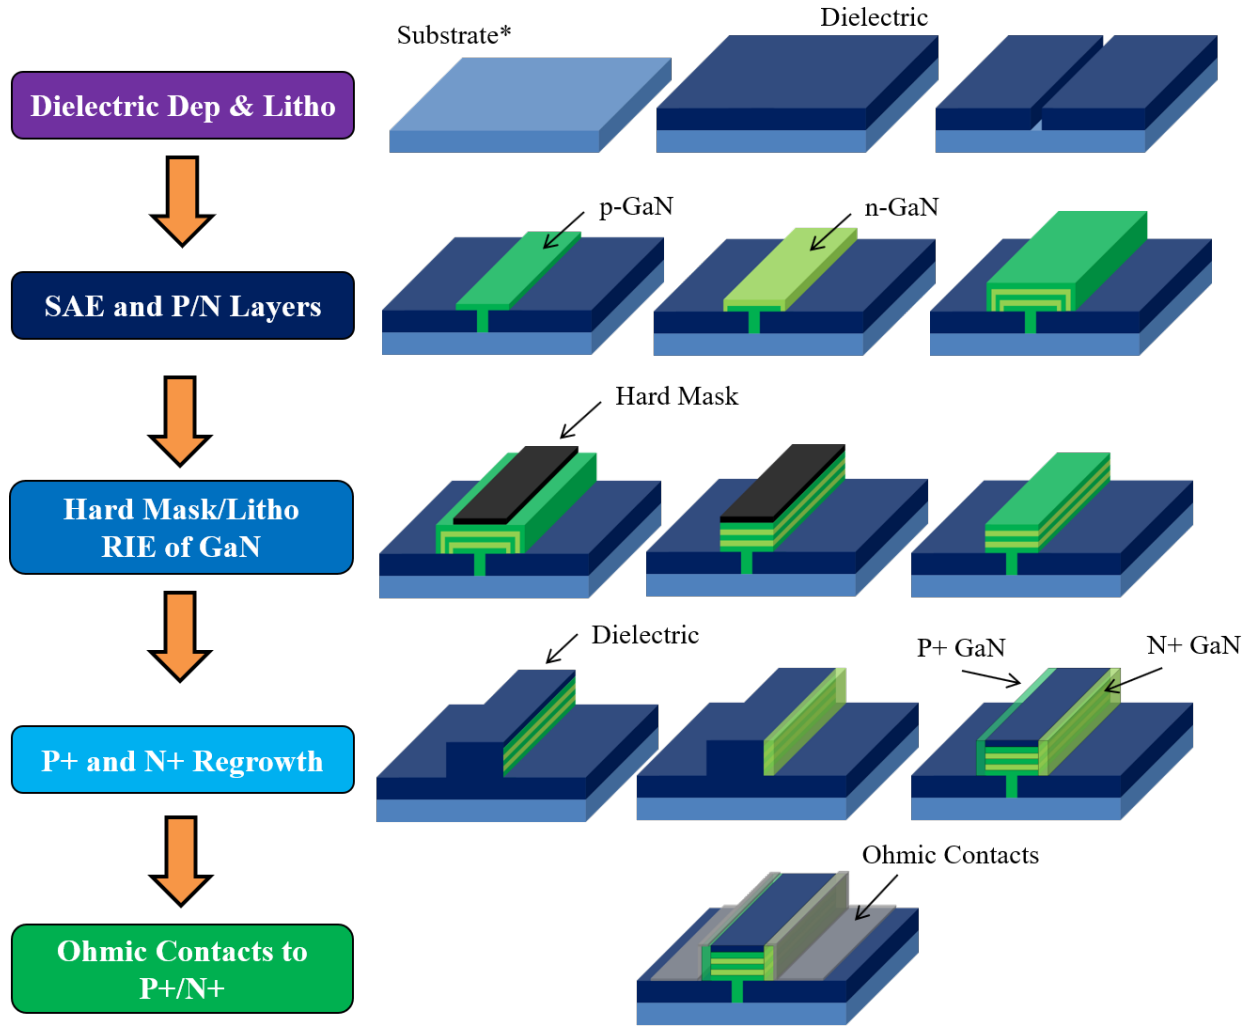 Substrate*
Dielectric
Dielectric Dep & Litho
p-GaN
n-GaN
SAE and P/N Layers
Hard Mask
Hard Mask/Litho
RIE of GaN
Dielectric
P+ GaN
N+ GaN
P+ and N+ Regrowth
Ohmic Contacts
Ohmic Contacts to
P+/N+